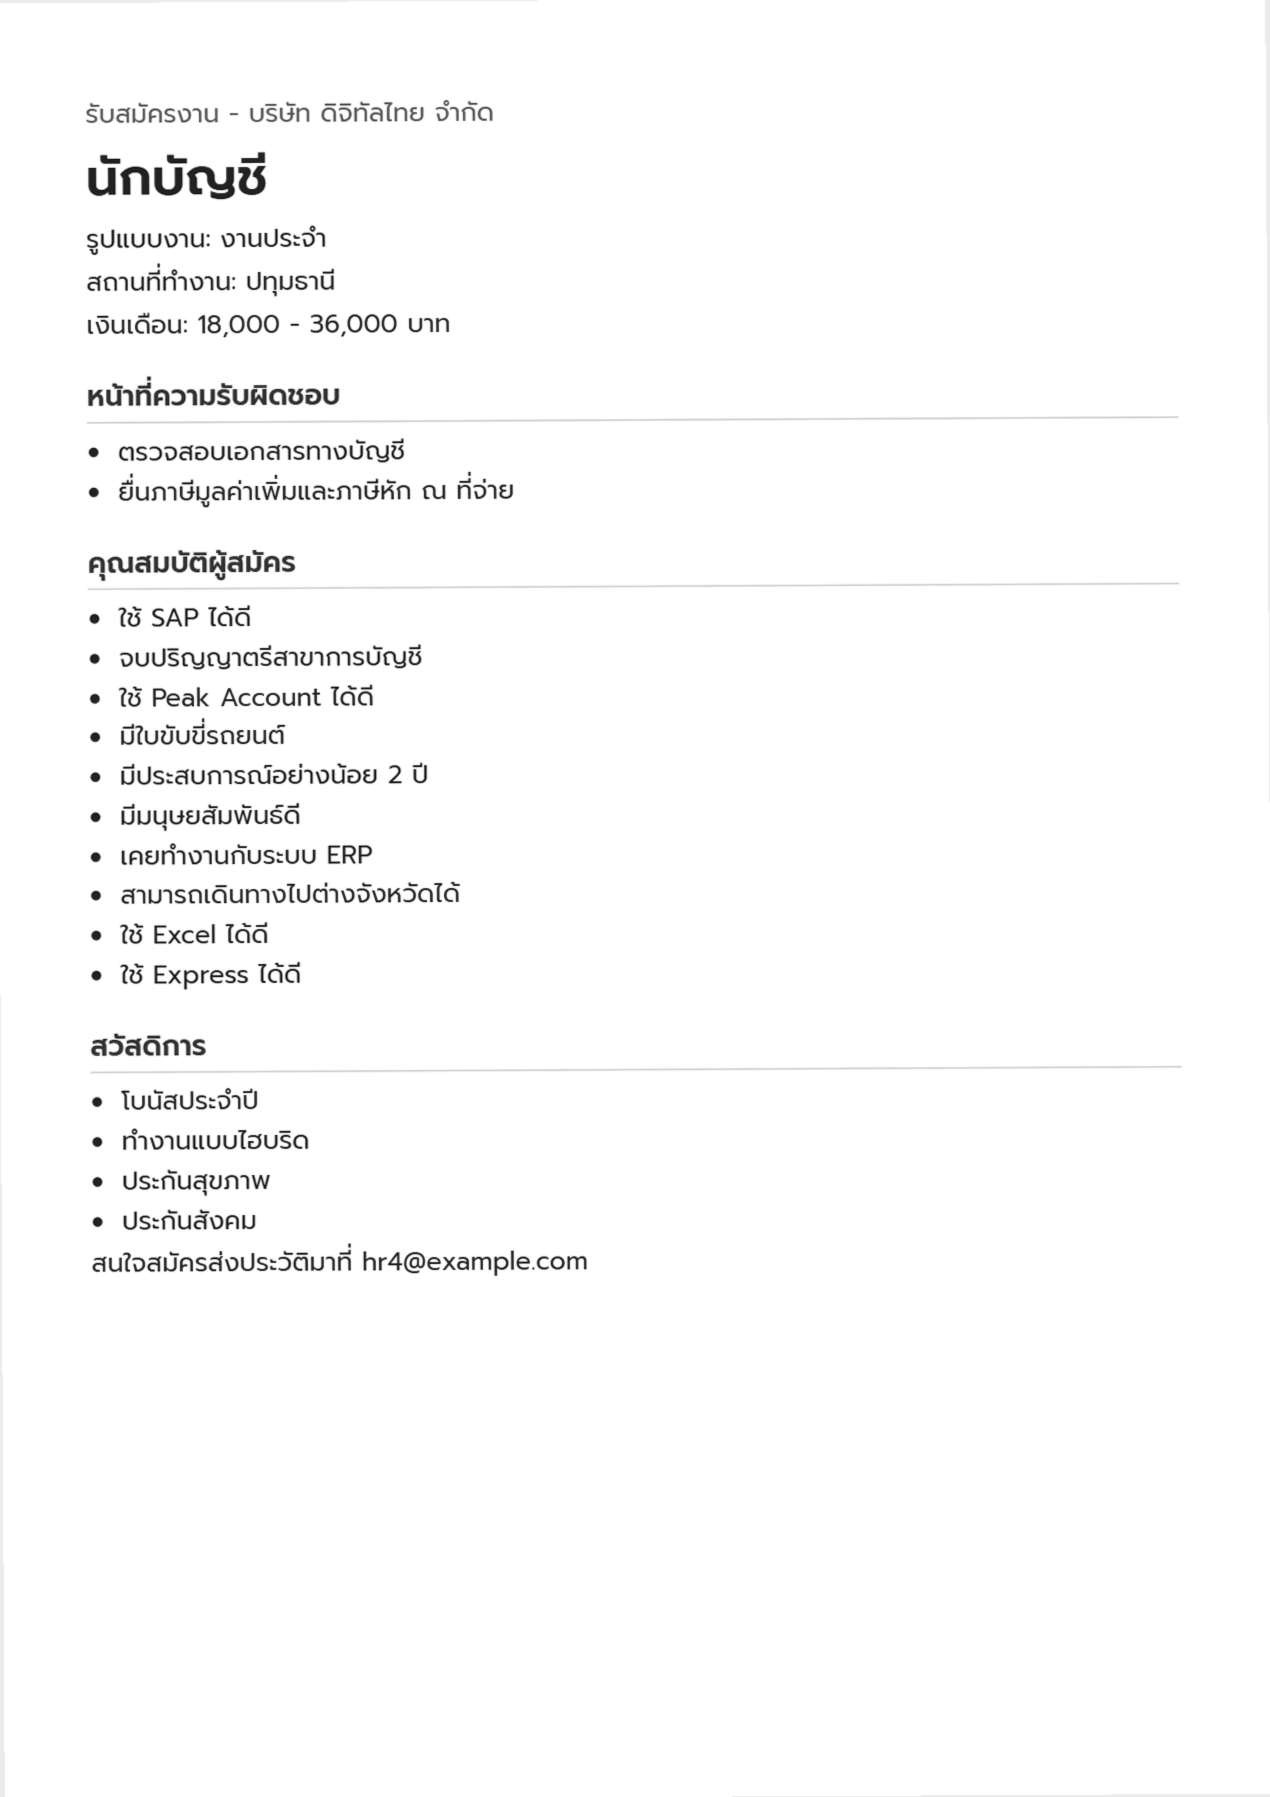 รับสมัครงาน - บริษัท ดิจิทัลไทย จำกัด
นักบัญชี
รูปแบบงาน: งานประจำ
สถานที่ทำงาน: ปทุมธานี
เงินเดือน: 18,000 - 36,000 บาท
หน้าที่ความรับผิดชอบ
• ตรวจสอบเอกสารทางบัญชี
• ยื่นภาษีมูลค่าเพิ่มและภาษีหัก ณ ที่จ่าย
คุณสมบัติผู้สมัคร
• ใช้ SAP ได้ดี
• จบปริญญาตรีสาขาการบัญชี
• ใช้ Peak Account ได้ดี
• มีใบขับขี่รถยนต์
• มีประสบการณ์อย่างน้อย 2 ปี
• มีมนุษยสัมพันธ์ดี
• เคยทำงานกับระบบ ERP
• สามารถเดินทางไปต่างจังหวัดได้
• ใช้ Excel ได้ดี
• ใช้ Express ได้ดี
สวัสดิการ
• โบนัสประจำปี
• ทำงานแบบไฮบริด
• ประกันสุขภาพ
• ประกันสังคม
สนใจสมัครส่งประวัติมาที่ hr4@example.com